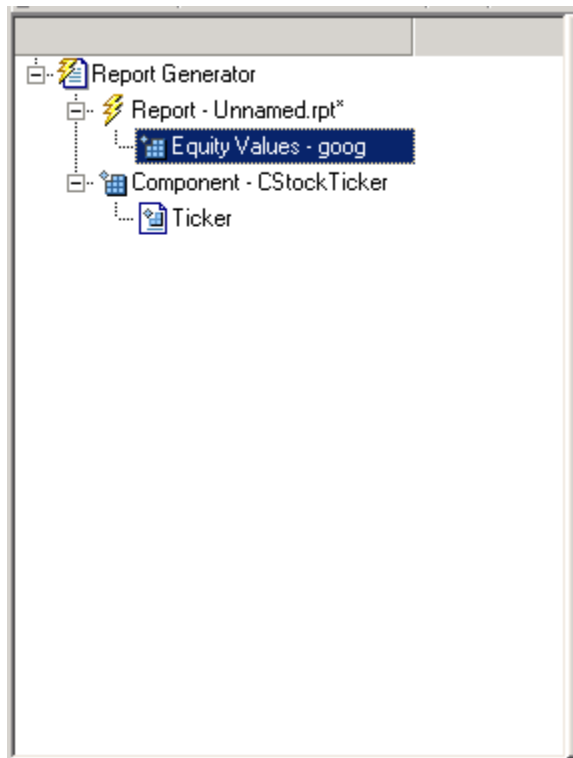 Report Generator
Report - Unnamed.rpt*
Equity Values - goog
Component - CStockTicker
Ticker